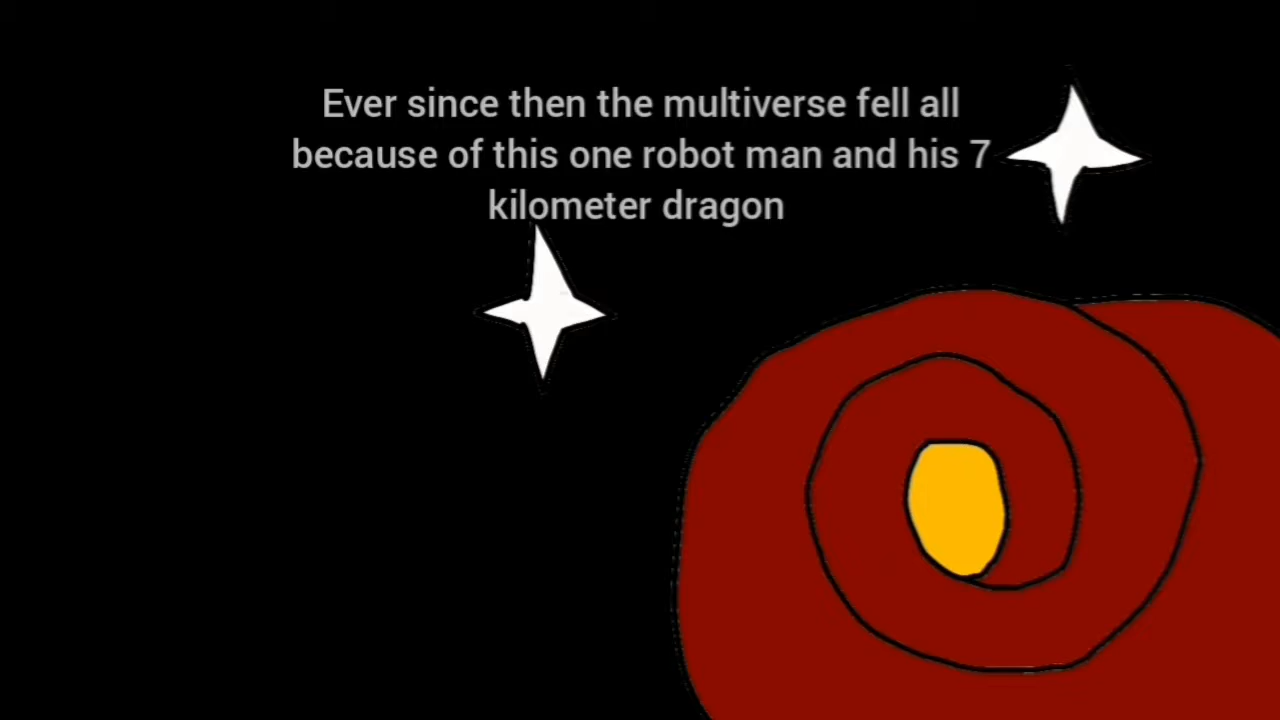 Ever since then the multiverse fell all
because of this one robot man and his 7
kilometer dragon